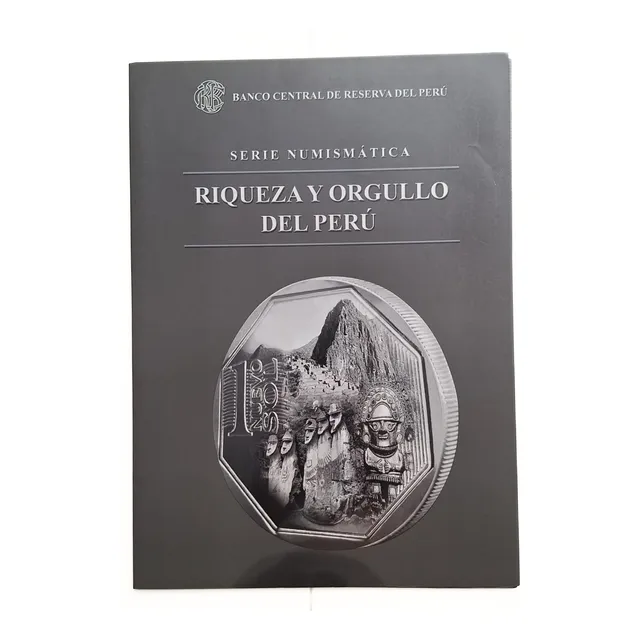 BANCO CENTRAL DE RESERVA DEL PERÚ
SERIE NUMISMÁTICA
RIQUEZA Y ORGULLO
DEL PERÚ
1
NUEVO
SOL